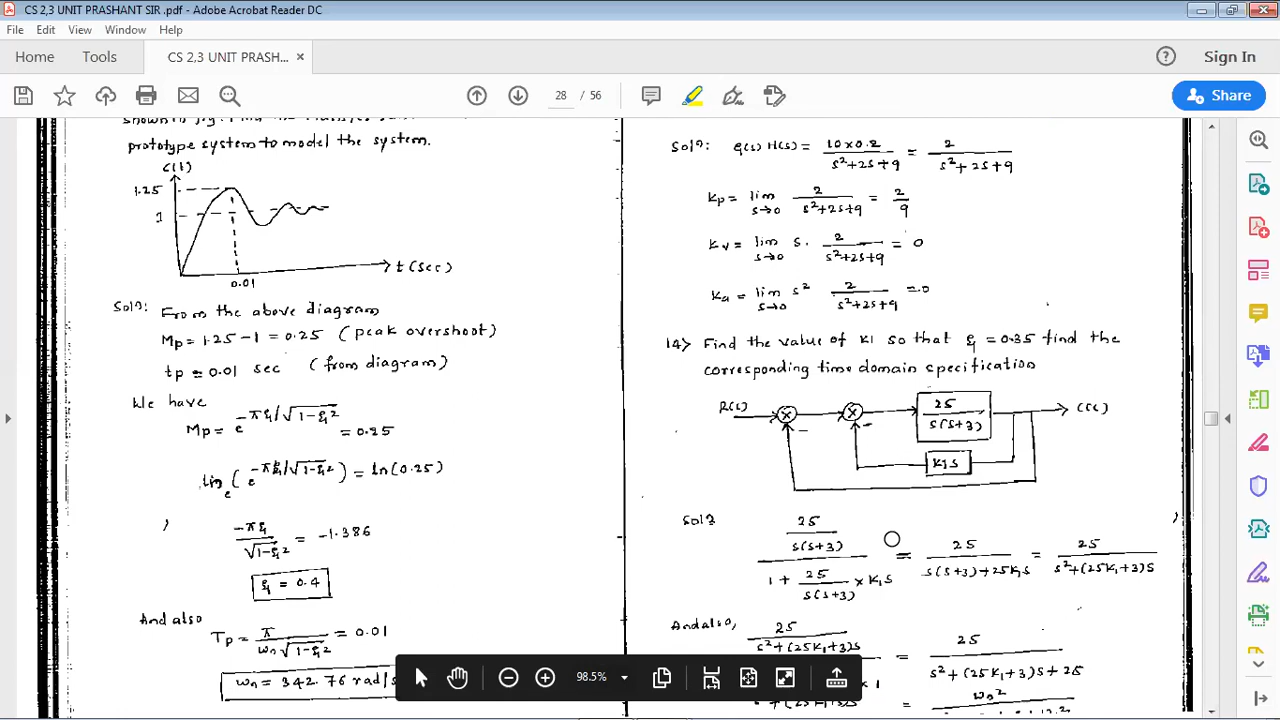 CS 2,3 UNIT PRASHANT SIR .pdf - Adobe Acrobat Reader DC
File Edit View Window Help
Home Tools CS 2,3 UNIT PRASH... × Sign In
28 / 56 Share
prototype system to model the system.
c(t)
1.25
1
0.01
t(sec)
Soln: From the above diagram
Mp = 1.25 - 1 = 0.25 (peak overshoot)
tp = 0.01 sec (from diagram)
We have
Mp = e^(-πξ/√1-ξ²) = 0.25
(e^(-πξ/√1-ξ²)) = ln(0.25)
-πξ/√1-ξ² = -1.386
ξ = 0.4
And also
Tp = π/ωn√1-ξ² = 0.01
ωn = 342.76 rad/s
Soln: G(s) H(s) = 10×0.2/s²+2s+9 = 2/s²+2s+9
Kp = lim s→0 2/s²+2s+9 = 2/9
Kv = lim s→0 s. 2/s²+2s+9 = 0
Ka = lim s→0 s² 2/s²+2s+9 = 0
14> Find the value of K1 so that ξ = 0.35 find the
corresponding time domain specification
R(s) 25/s(s+3) C(s)
K1s
25/s(s+3) / 1 + 25/s(s+3) × K1s = 25/s(s+3)+25K1s = 25/s²+(25K1+3)s
And also, 25/s²+(25K1+3)s = 25/s²+(25K1+3)s+25
ωn²
98.5%